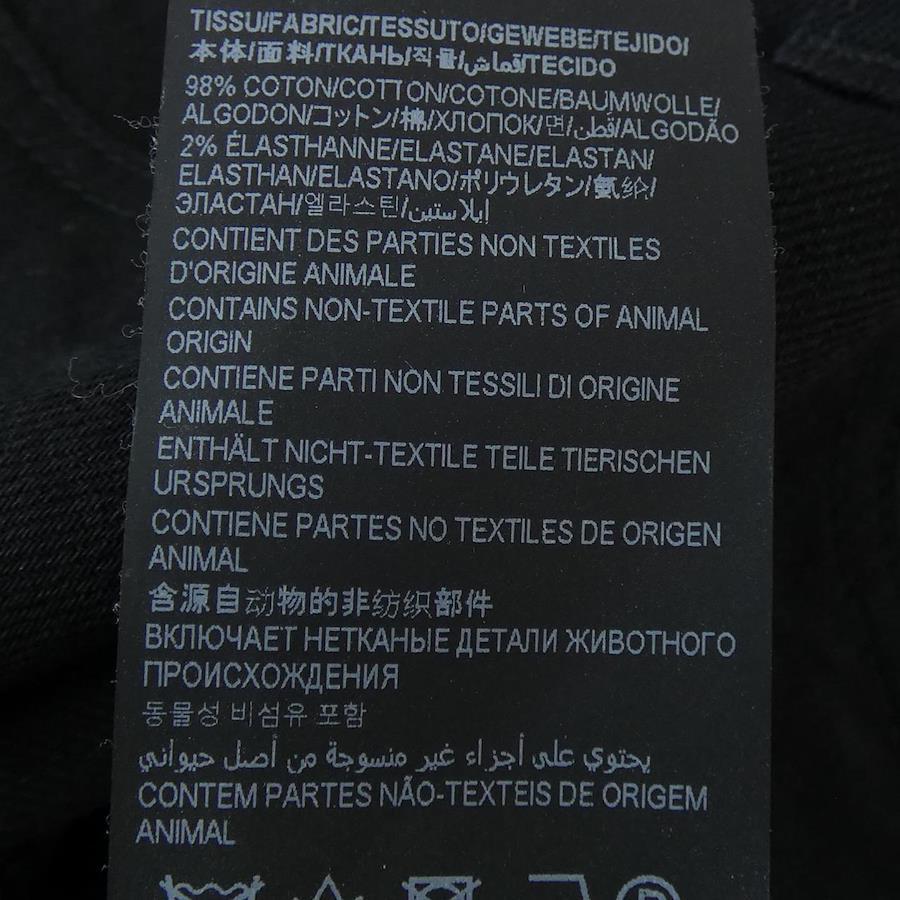 TISSU/FABRIC/TESSUTO/GEWEBE/TEJIDO/
本体/面料/ТКАНЬ/직물/قماش/TECIDO
98% COTON/COTTON/COTONE/BAUMWOLLE/
ALGODON/コットン/棉/ХЛОПОК/면/قطن/ALGODÃO
2% ÉLASTHANNE/ELASTANE/ELASTAN/
ELASTHAN/ELASTANO/ポリウレタン/氨纶/
ЭЛАСТАН/엘라스틴/إيلاستين
CONTIENT DES PARTIES NON TEXTILES
D'ORIGINE ANIMALE
CONTAINS NON-TEXTILE PARTS OF ANIMAL
ORIGIN
CONTIENE PARTI NON TESSILI DI ORIGINE
ANIMALE
ENTHÄLT NICHT-TEXTILE TEILE TIERISCHEN
URSPRUNGS
CONTIENE PARTES NO TEXTILES DE ORIGEN
ANIMAL
含源自动物的非纺织部件
ВКЛЮЧАЕТ НЕТКАНЫЕ ДЕТАЛИ ЖИВОТНОГО
ПРОИСХОЖДЕНИЯ
동물성 비섬유 포함
يحتوي على أجزاء غير منسوجة من أصل حيواني
CONTEM PARTES NÃO-TEXTEIS DE ORIGEM
ANIMAL